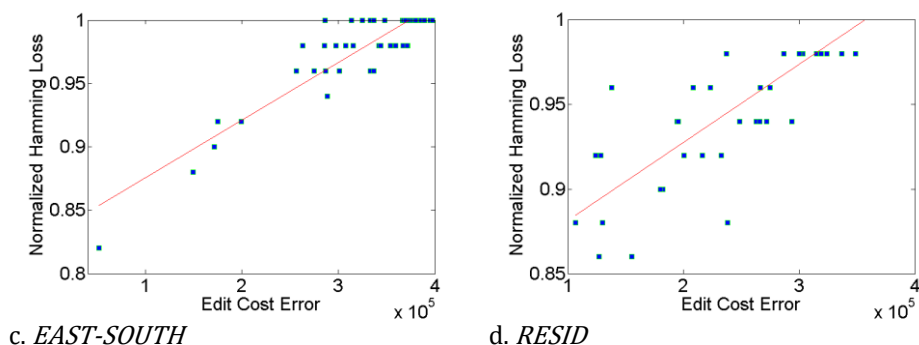 Normalized Hamming Loss
1
0.95
0.9
0.85
0.8
1
2
3
4
Edit Cost Error
x 10^5
c. EAST-SOUTH
Normalized Hamming Loss
1
0.95
0.9
0.85
1
2
3
4
Edit Cost Error
x 10^5
d. RESID